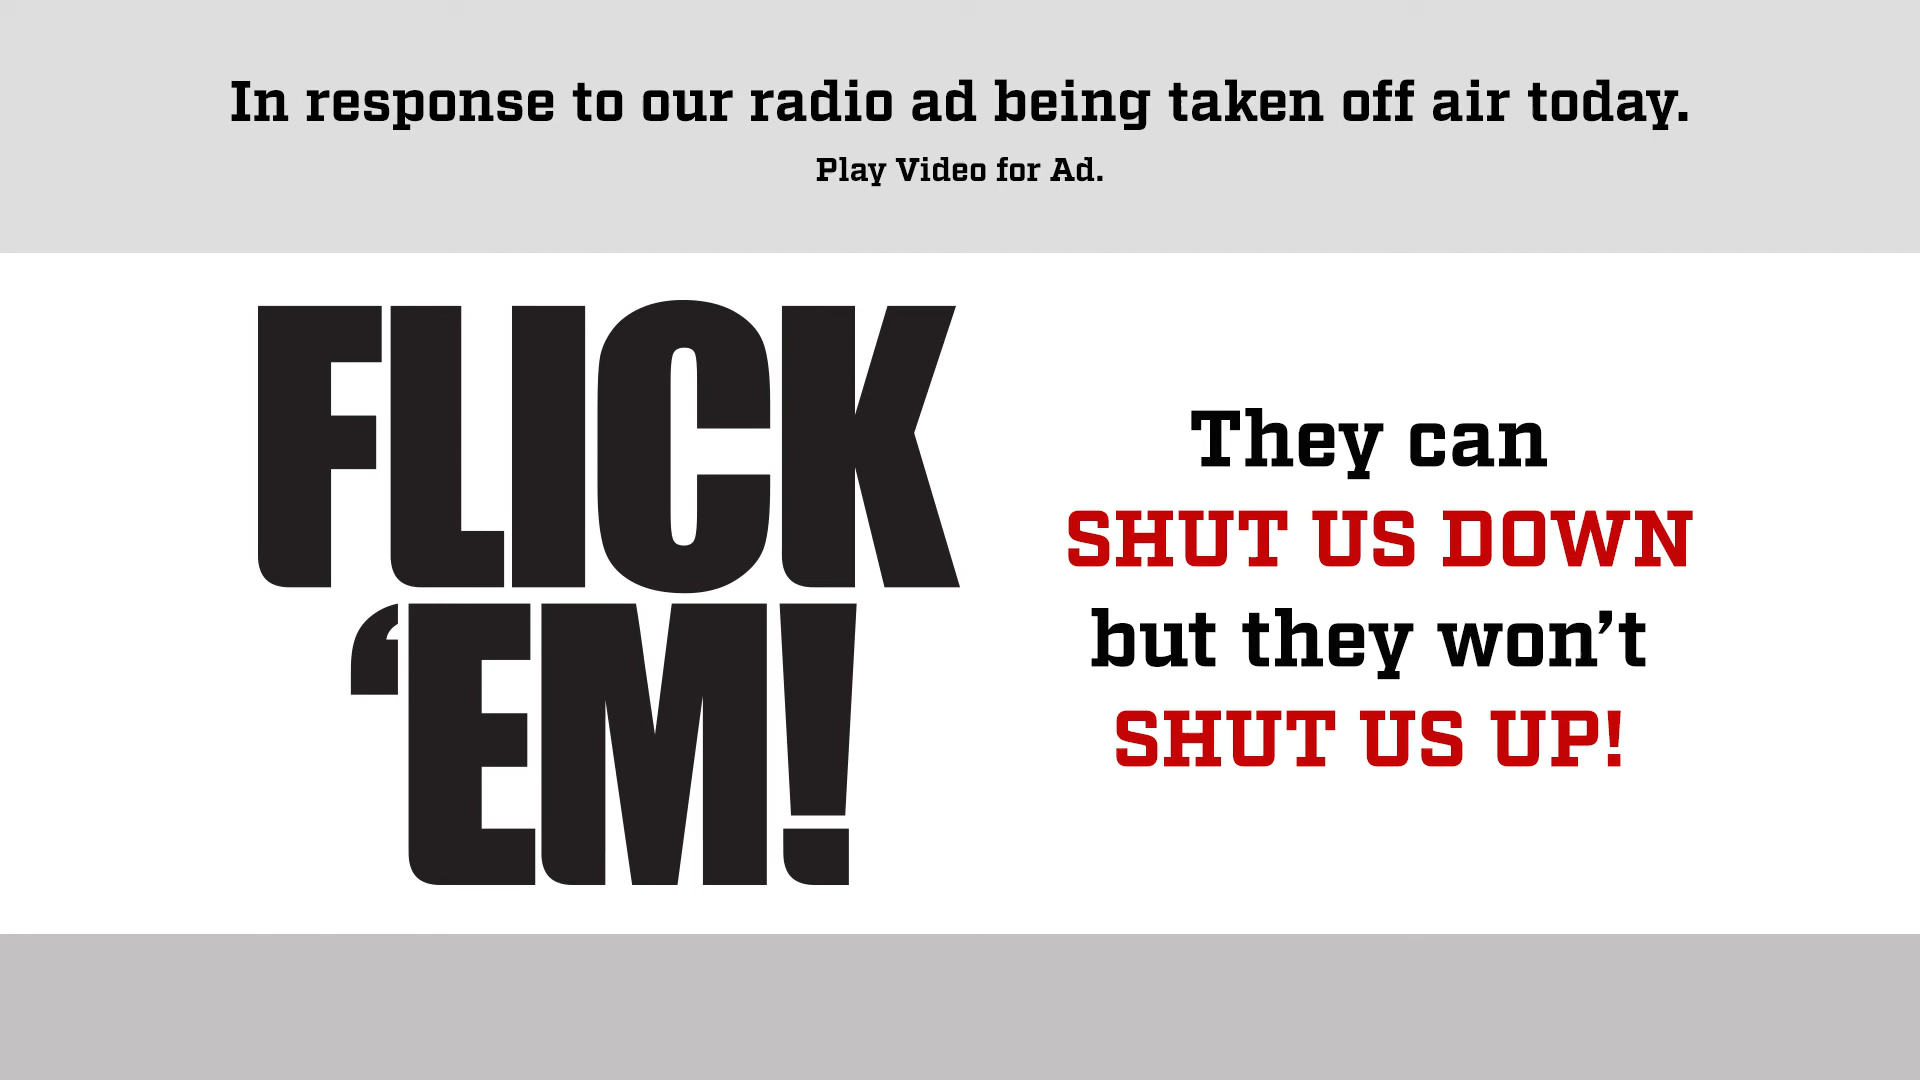 In response to our radio ad being taken off air today.
Play Video for Ad.
FLICK
‘EM!
They can
SHUT US DOWN
but they won’t
SHUT US UP!